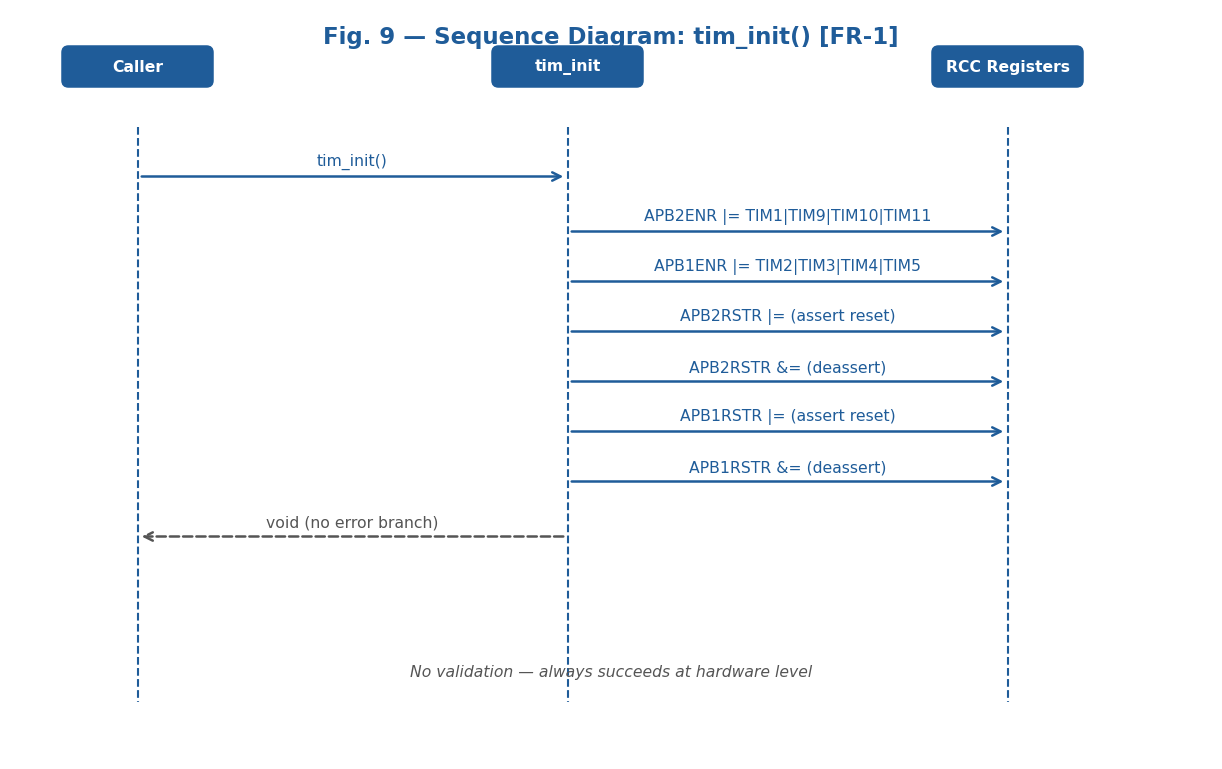 Fig. 9 — Sequence Diagram: tim_init() [FR-1]
Caller
tim_init
RCC Registers
tim_init()
APB2ENR |= TIM1|TIM9|TIM10|TIM11
APB1ENR |= TIM2|TIM3|TIM4|TIM5
APB2RSTR |= (assert reset)
APB2RSTR &= (deassert)
APB1RSTR |= (assert reset)
APB1RSTR &= (deassert)
void (no error branch)
No validation — always succeeds at hardware level